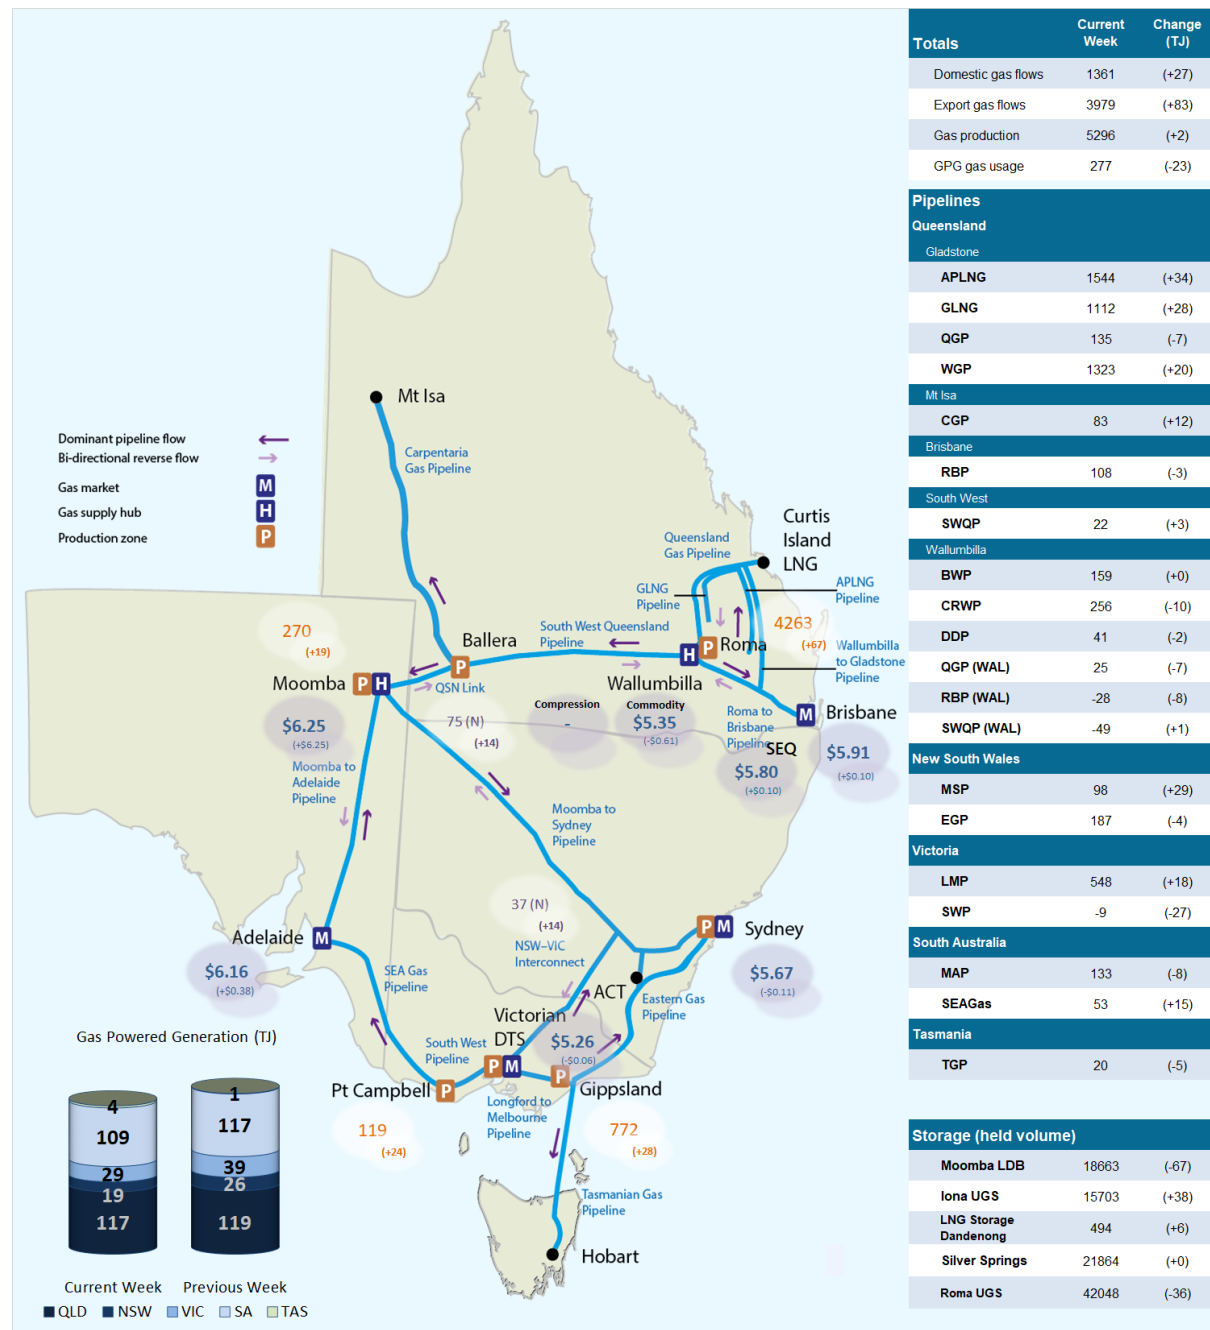 Mt Isa
Dominant pipeline flow
Bi-directional reverse flow
Gas market M
Gas supply hub H
Production zone P
Carpentaria
Gas Pipeline
Curtis
Island
LNG
Queensland
Gas Pipeline
GLNG
Pipeline
APLNG
Pipeline
270
(+19)
4263
(+67)
South West Queensland
Pipeline
Ballera
P
H P Roma
Wallumbilla
to Gladstone
Pipeline
Moomba P H
QSN Link
Wallumbilla
$6.25
(+$6.25)
75 (N)
(+14)
Compression
-
Commodity
$5.35
(-$0.61)
Roma to
Brisbane
Pipeline
M Brisbane
SEQ
$5.80
(+$0.10)
$5.91
(+$0.10)
Moomba to
Adelaide
Pipeline
Moomba to
Sydney
Pipeline
37 (N)
(+14)
NSW–VIC
Interconnect
P M Sydney
Adelaide M
$6.16
(+$0.38)
SEA Gas
Pipeline
$5.67
(-$0.11)
ACT
Eastern Gas
Pipeline
Victorian
DTS
$5.26
(-$0.06)
South West
Pipeline
P M
P
Gippsland
Pt Campbell P
Longford to
Melbourne
Pipeline
119
(+24)
772
(+28)
Tasmanian Gas
Pipeline
Hobart
Gas Powered Generation (TJ)
4
109
29
19
117
1
117
39
26
119
Current Week Previous Week
QLD NSW VIC SA TAS
Totals Current Week Change (TJ)
Domestic gas flows 1361 (+27)
Export gas flows 3979 (+83)
Gas production 5296 (+2)
GPG gas usage 277 (-23)
Pipelines
Queensland
Gladstone
APLNG 1544 (+34)
GLNG 1112 (+28)
QGP 135 (-7)
WGP 1323 (+20)
Mt Isa
CGP 83 (+12)
Brisbane
RBP 108 (-3)
South West
SWQP 22 (+3)
Wallumbilla
BWP 159 (+0)
CRWP 256 (-10)
DDP 41 (-2)
QGP (WAL) 25 (-7)
RBP (WAL) -28 (-8)
SWQP (WAL) -49 (+1)
New South Wales
MSP 98 (+29)
EGP 187 (-4)
Victoria
LMP 548 (+18)
SWP -9 (-27)
South Australia
MAP 133 (-8)
SEAGas 53 (+15)
Tasmania
TGP 20 (-5)
Storage (held volume)
Moomba LDB 18663 (-67)
Iona UGS 15703 (+38)
LNG Storage
Dandenong 494 (+6)
Silver Springs 21864 (+0)
Roma UGS 42048 (-36)